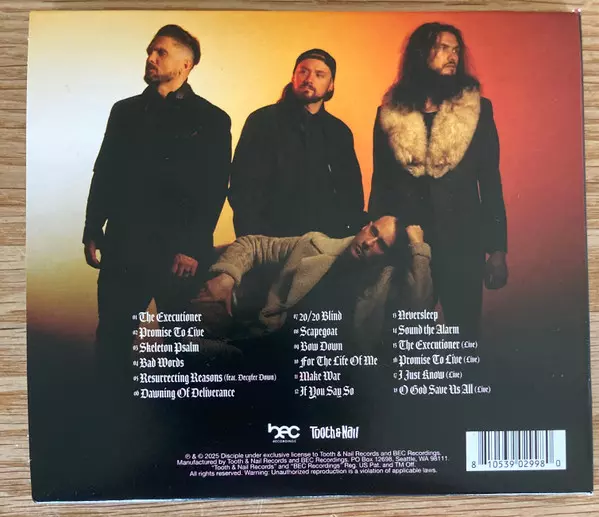 01 The Executioner
02 Promise To Live
03 Skeleton Psalm
04 Bad Words
05 Resurrecting Reasons (feat. Decyfer Down)
06 Dawning Of Deliverance
07 20/20 Blind
08 Scapegoat
09 Bow Down
10 For The Life Of Me
11 Make War
12 If You Say So
13 Neversleep
14 Sound the Alarm
15 The Executioner (Live)
16 Promise To Live (Live)
17 I Just Know (Live)
18 O God Save Us All (Live)
bec
RECORDINGS
Tooth & Nail
℗ & © 2025 Disciple under exclusive license to Tooth & Nail Records and BEC Recordings.
Manufactured by Tooth & Nail Records and BEC Recordings. PO Box 12698, Seattle, WA 98111.
"Tooth & Nail Records" and "BEC Recordings" Reg. US Pat. and TM Off.
All rights reserved. Warning: Unauthorized reproduction is a violation of applicable laws.
8 10539 02998 0